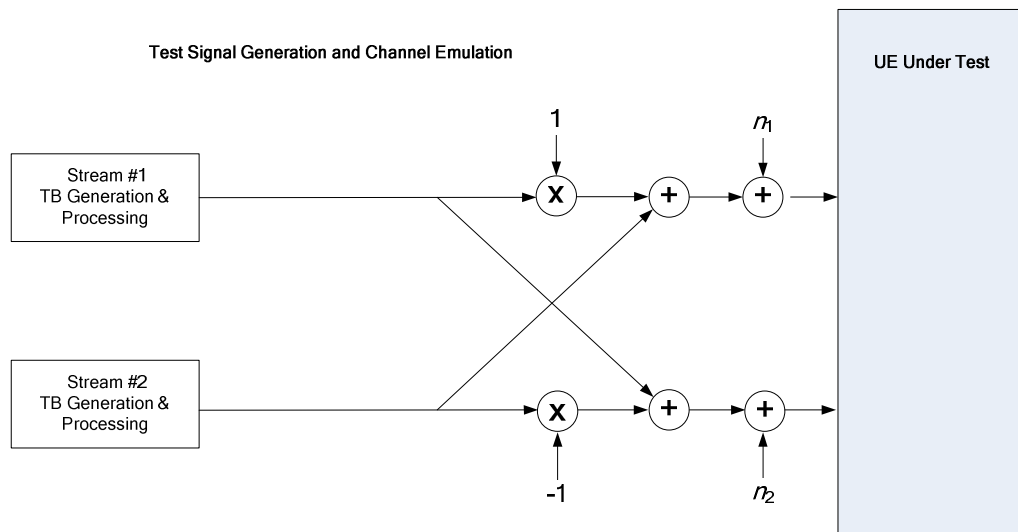 Test Signal Generation and Channel Emulation
UE Under Test
1
n1
Stream #1
TB Generation &
Processing
X
+
+
Stream #2
TB Generation &
Processing
X
+
+
-1
n2